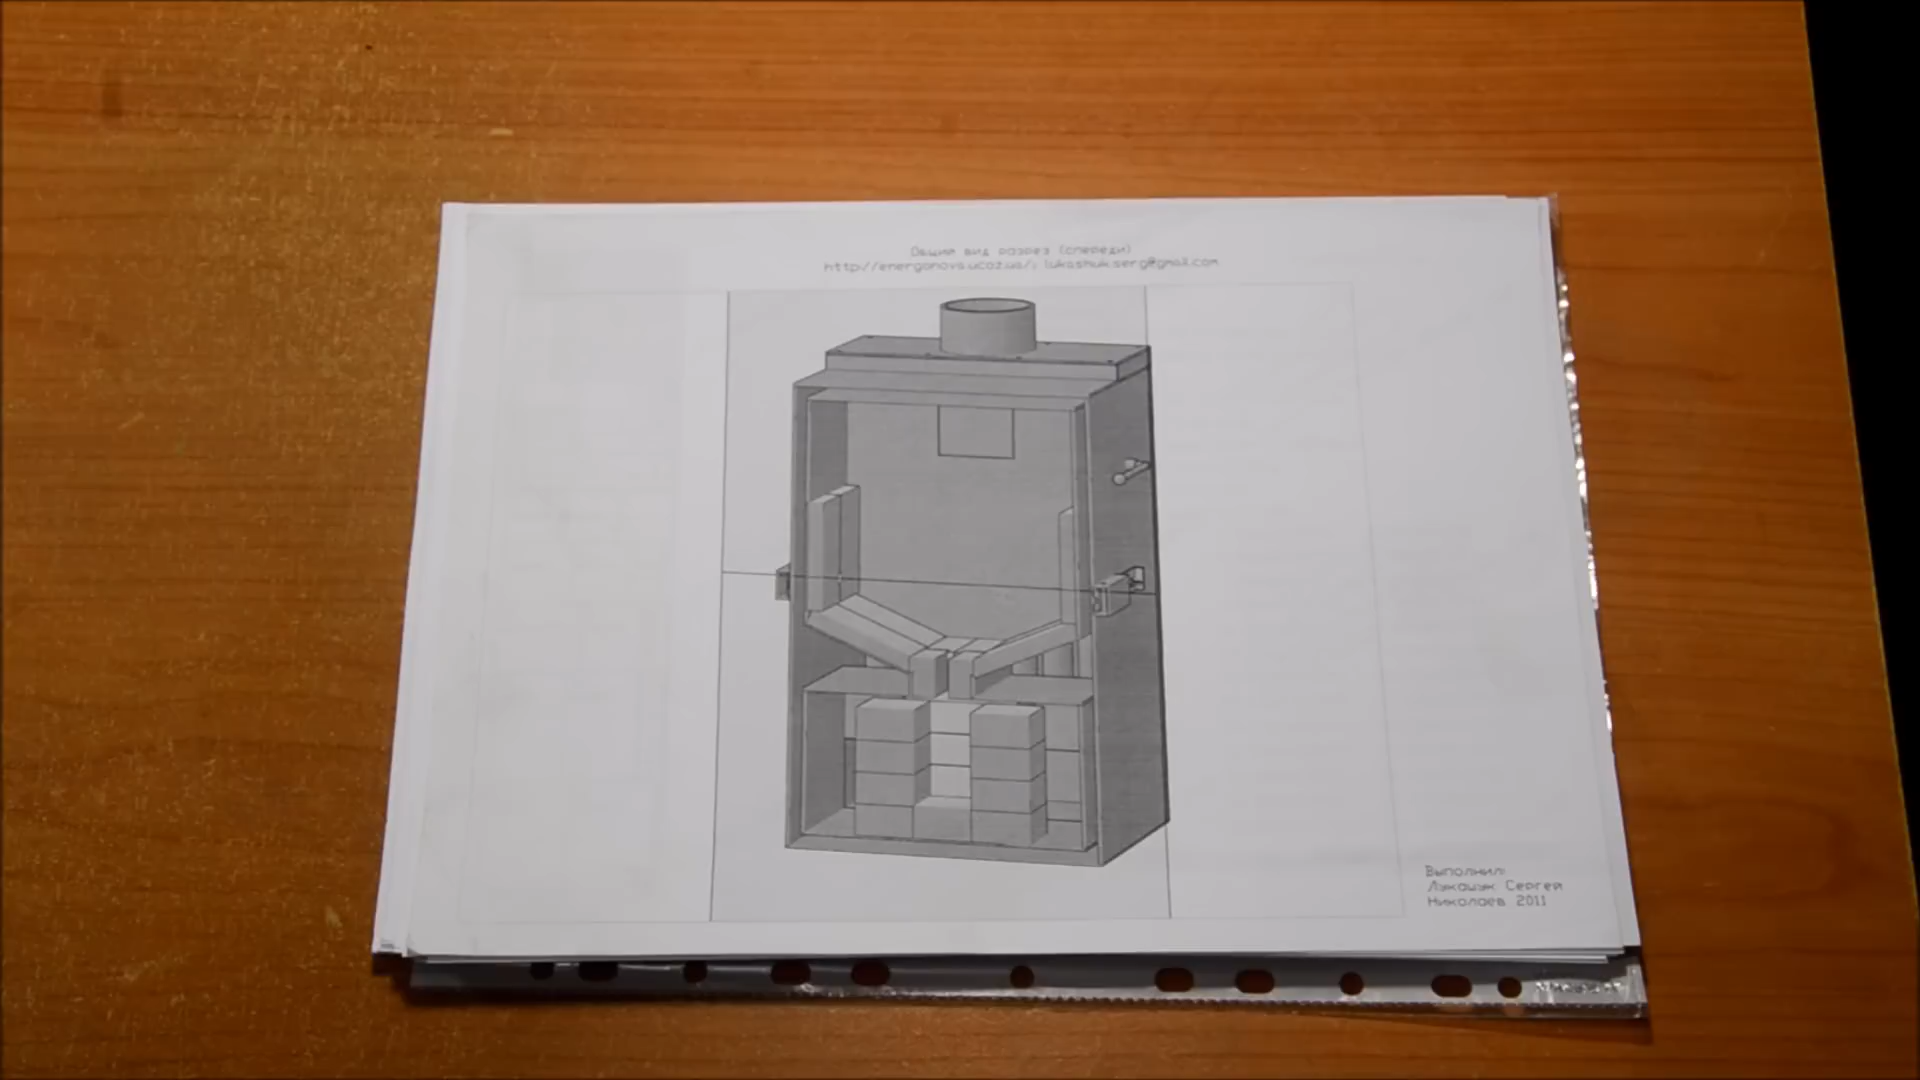 Общий вид разрез (спереди)
http://energonova.ucoz.ua/; lukashuk.serg@gmail.com
Выполнил:
Лукашук Сергей
Николаев 2011